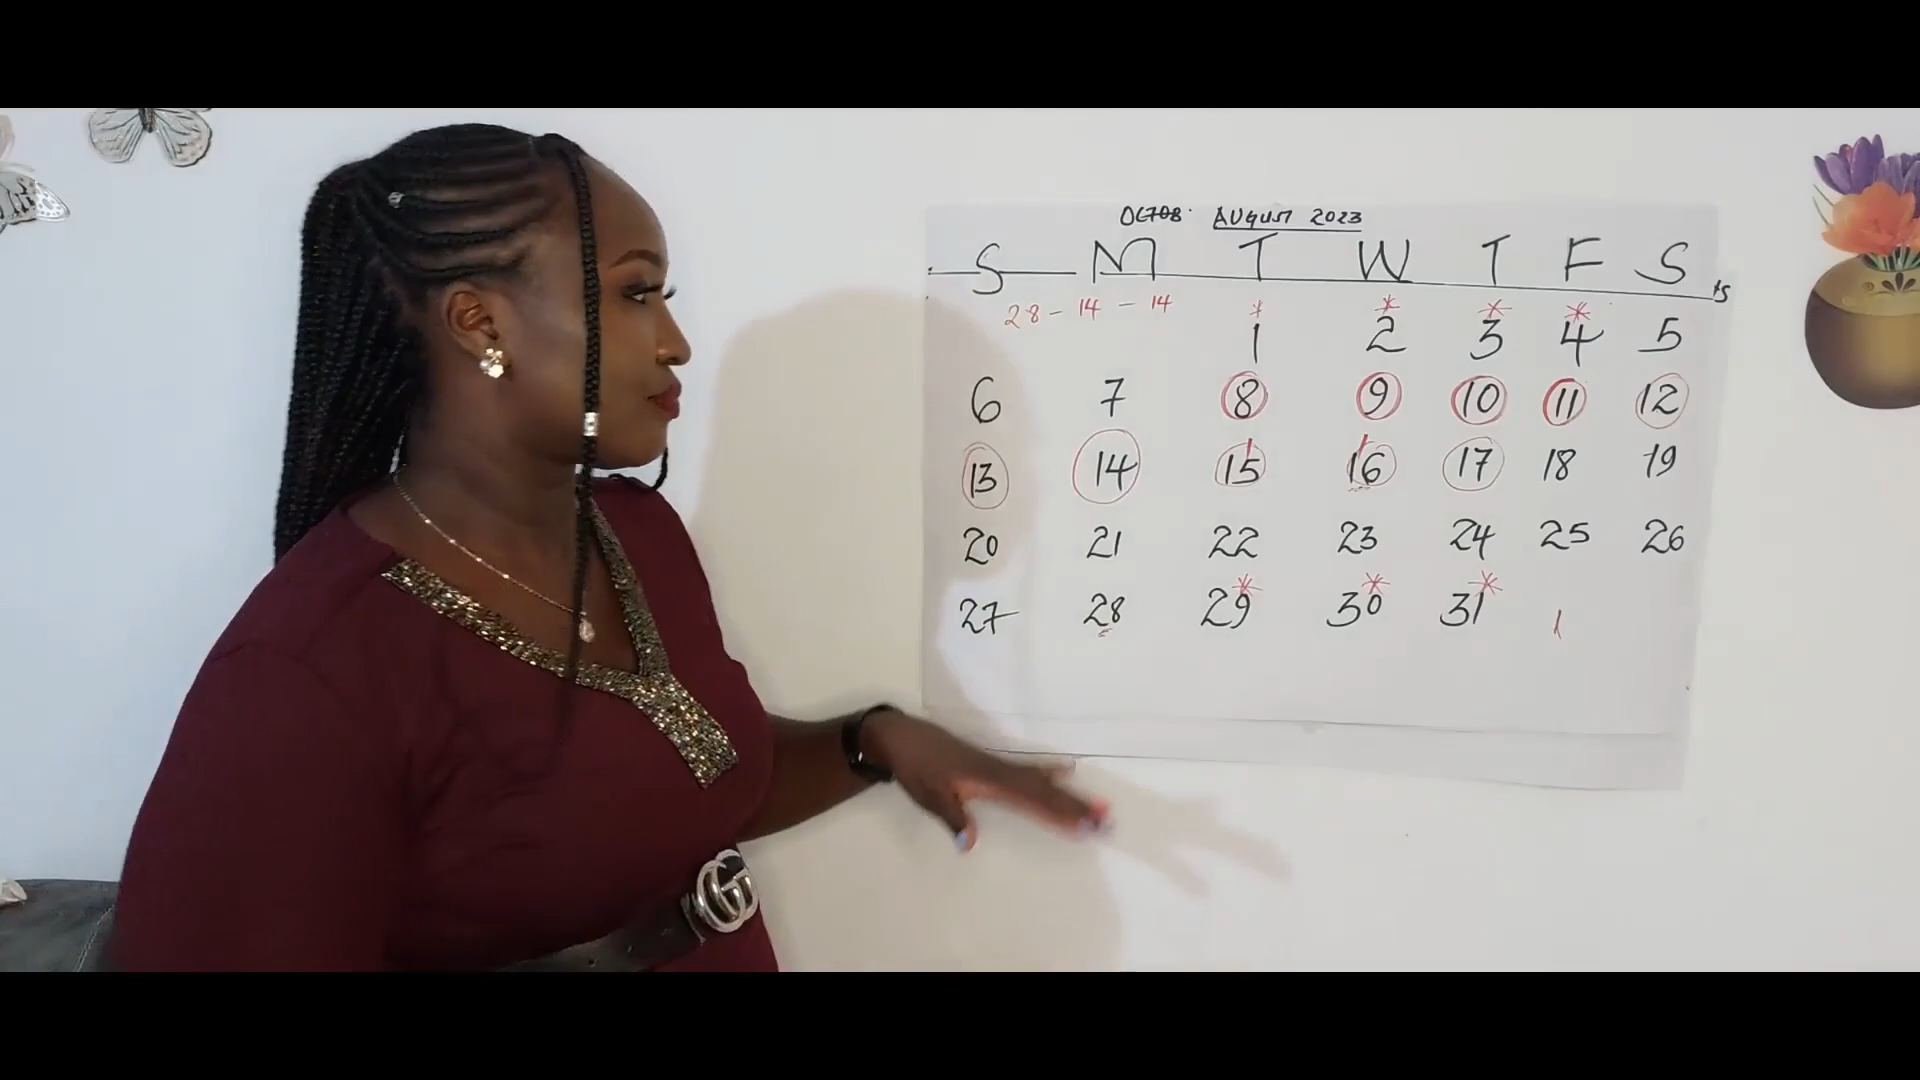 AUGUST 2023
S M T W T F S
28 - 14 - 14
* * * *
1 2 3 4 5
6 7 8 9 10 11 12
13 14 15 16 17 18 19
20 21 22 23 24 25 26
* * *
27 28 29 30 31 1